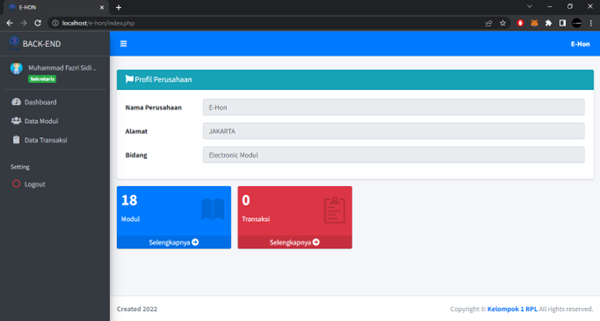 E-HON
localhost/e-hon/index.php
BACK-END
E-Hon
Muhammad Fazri Sidi ..
Sekretaris
Dashboard
Data Modul
Data Transaksi
Setting
Logout
Profil Perusahaan
Nama Perusahaan
E-Hon
Alamat
JAKARTA
Bidang
Electronic Modul
18
Modul
Selengkapnya
0
Transaksi
Selengkapnya
Created 2022
Copyright © Kelompok 1 RPL All rights reserved.